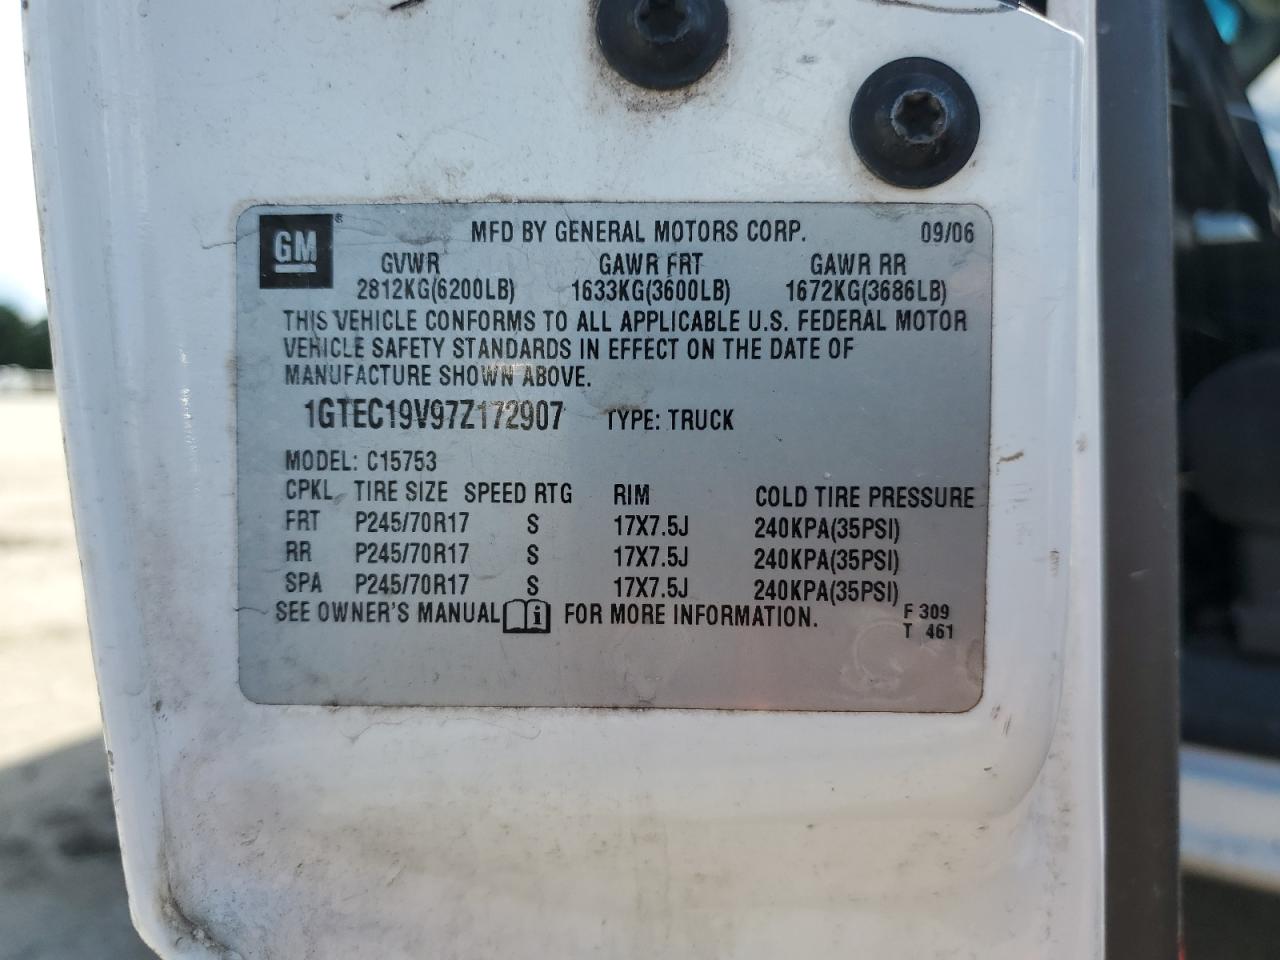 GM ® MFD BY GENERAL MOTORS CORP. 09/06
GVWR GAWR FRT GAWR RR
2812KG(6200LB) 1633KG(3600LB) 1672KG(3686LB)
THIS VEHICLE CONFORMS TO ALL APPLICABLE U.S. FEDERAL MOTOR
VEHICLE SAFETY STANDARDS IN EFFECT ON THE DATE OF
MANUFACTURE SHOWN ABOVE.
1GTEC19V97Z172907 TYPE: TRUCK
MODEL: C15753
CPKL TIRE SIZE SPEED RTG RIM COLD TIRE PRESSURE
FRT P245/70R17 S 17X7.5J 240KPA(35PSI)
RR P245/70R17 S 17X7.5J 240KPA(35PSI)
SPA P245/70R17 S 17X7.5J 240KPA(35PSI)
SEE OWNER'S MANUAL i FOR MORE INFORMATION.
F 309
T 461